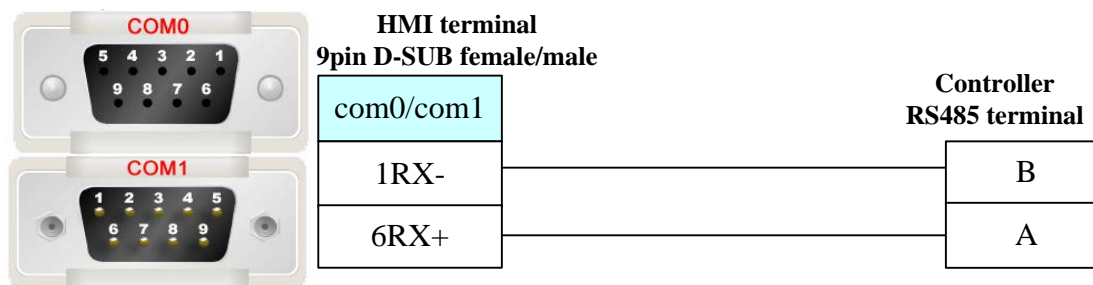 COM0
5 4 3 2 1
9 8 7 6
COM1
1 2 3 4 5
6 7 8 9
HMI terminal
9pin D-SUB female/male
com0/com1
1RX-
6RX+
Controller
RS485 terminal
B
A